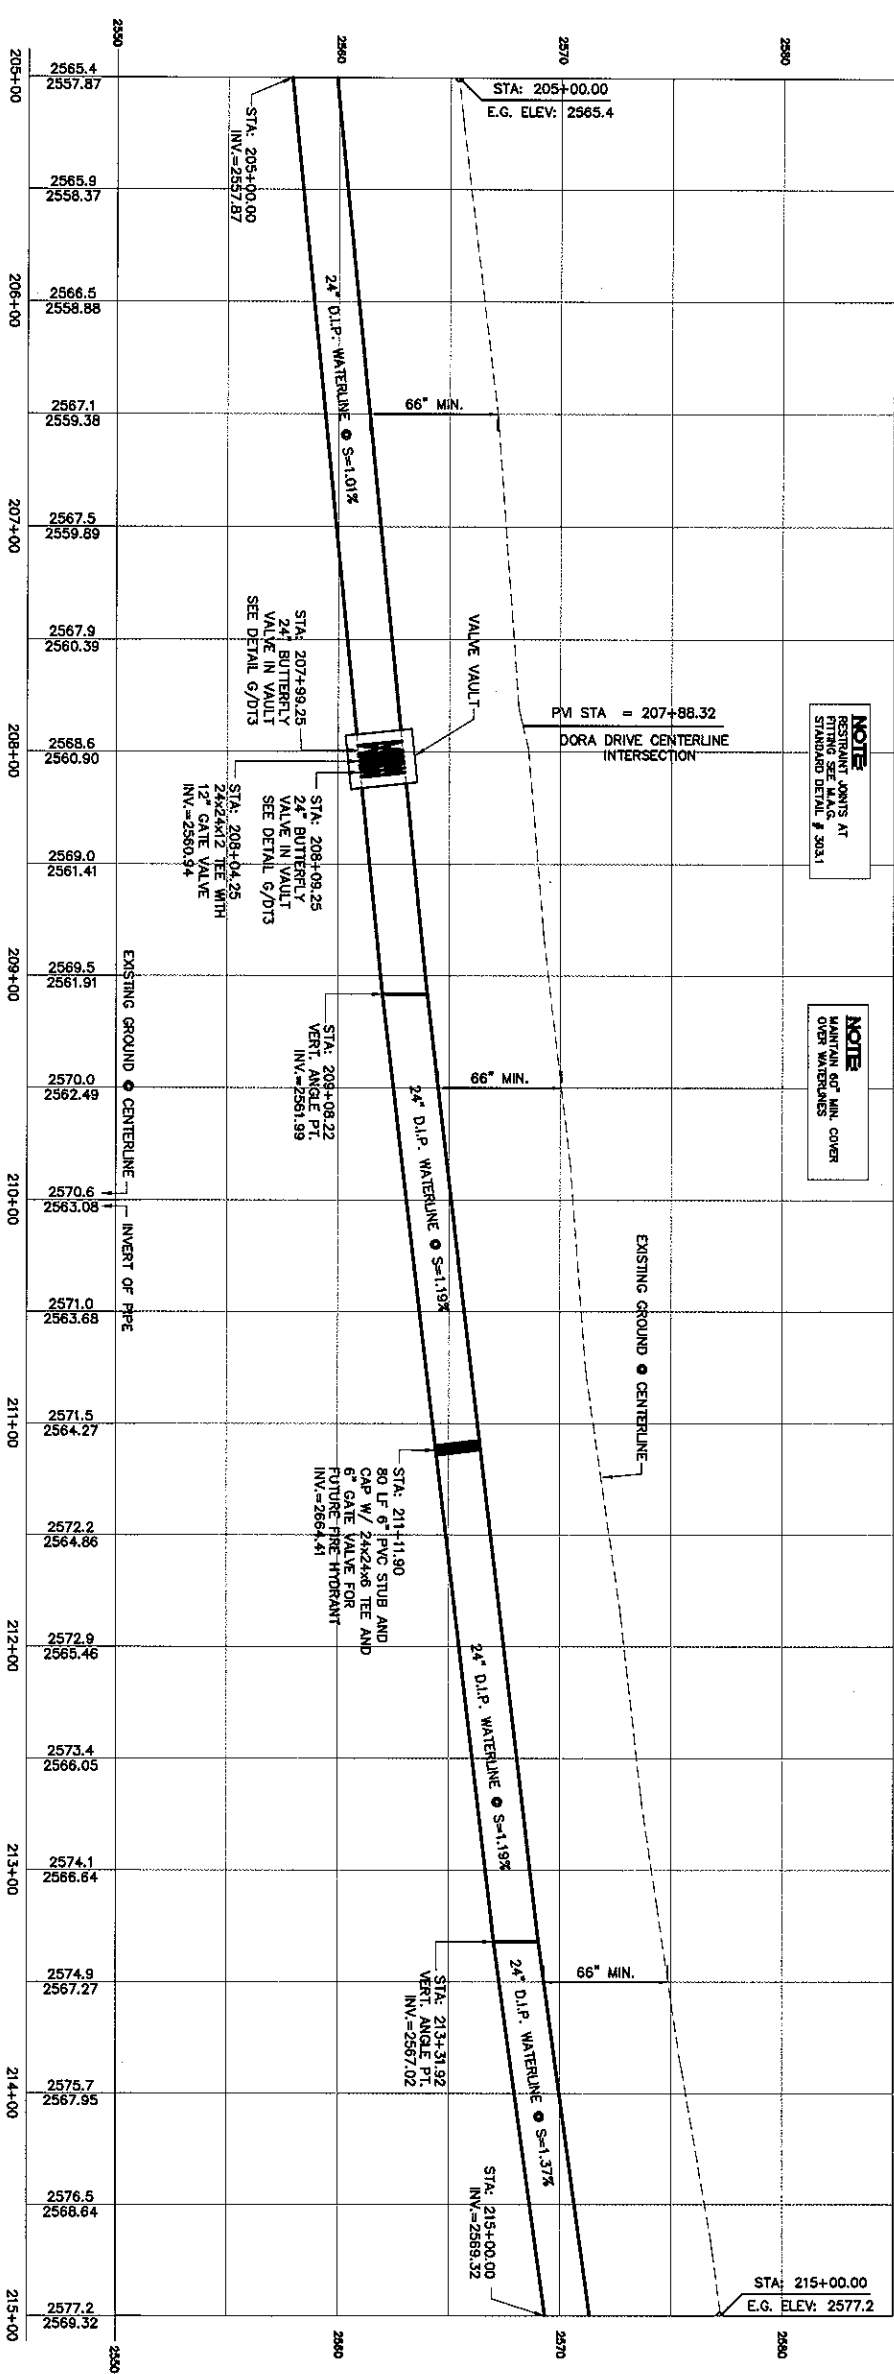 2550
2560
2570
2580
STA: 205+00.00
E.G. ELEV: 2565.4
STA: 205+00.00
INV.=2557.87
24" D.I.P. WATERLINE @ S=1.01%
66" MIN.
VALVE VAULT
PVI STA = 207+88.32
DORA DRIVE CENTERLINE
INTERSECTION
NOTE:
RESTRAINT JOINTS AT
FITTING SEE M.A.G.
STANDARD DETAIL # 303.1
STA: 207+99.25
24" BUTTERFLY
VALVE IN VAULT
SEE DETAIL G/DT3
STA: 208+09.25
24" BUTTERFLY
VALVE IN VAULT
SEE DETAIL G/DT3
STA: 208+04.25
24x24x12 TEE WITH
12" GATE VALVE
INV.=2560.94
NOTE:
MAINTAIN 60" MIN. COVER
OVER WATERLINES
STA: 209+08.22
VERT. ANGLE PT.
INV.=2561.99
66" MIN.
24" D.I.P. WATERLINE @ S=1.19%
EXISTING GROUND @ CENTERLINE
EXISTING GROUND @ CENTERLINE
INVERT OF PIPE
STA: 211+11.90
80 LF 6" PVC STUB AND
CAP W/ 24x24x6 TEE AND
6" GATE VALVE FOR
FUTURE FIRE HYDRANT
INV.=2664.41
24" D.I.P. WATERLINE @ S=1.19%
66" MIN.
STA: 213+31.92
VERT. ANGLE PT.
INV.=2567.02
24" D.I.P. WATERLINE @ S=1.37%
STA: 215+00.00
INV.=2569.32
STA: 215+00.00
E.G. ELEV: 2577.2
2550
2560
2570
2580
2565.4
2557.87
205+00
2565.9
2558.37
2566.5
2558.88
206+00
2567.1
2559.38
2567.5
2559.89
207+00
2567.9
2560.39
2568.6
2560.90
208+00
2569.0
2561.41
2569.5
2561.91
209+00
2570.0
2562.49
2570.6
2563.08
210+00
2571.0
2563.68
2571.5
2564.27
211+00
2572.2
2564.86
2572.9
2565.46
212+00
2573.4
2566.05
2574.1
2566.64
213+00
2574.9
2567.27
2575.7
2567.95
214+00
2576.5
2568.64
2577.2
2569.32
215+00